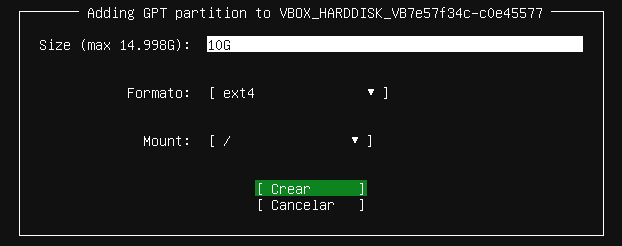 Adding GPT partition to VBOX_HARDDISK_VB7e57f34c-c0e45577
Size (max 14.998G): 10G
Formato: [ ext4 ▼ ]
Mount: [ / ▼ ]
[ Crear ]
[ Cancelar ]